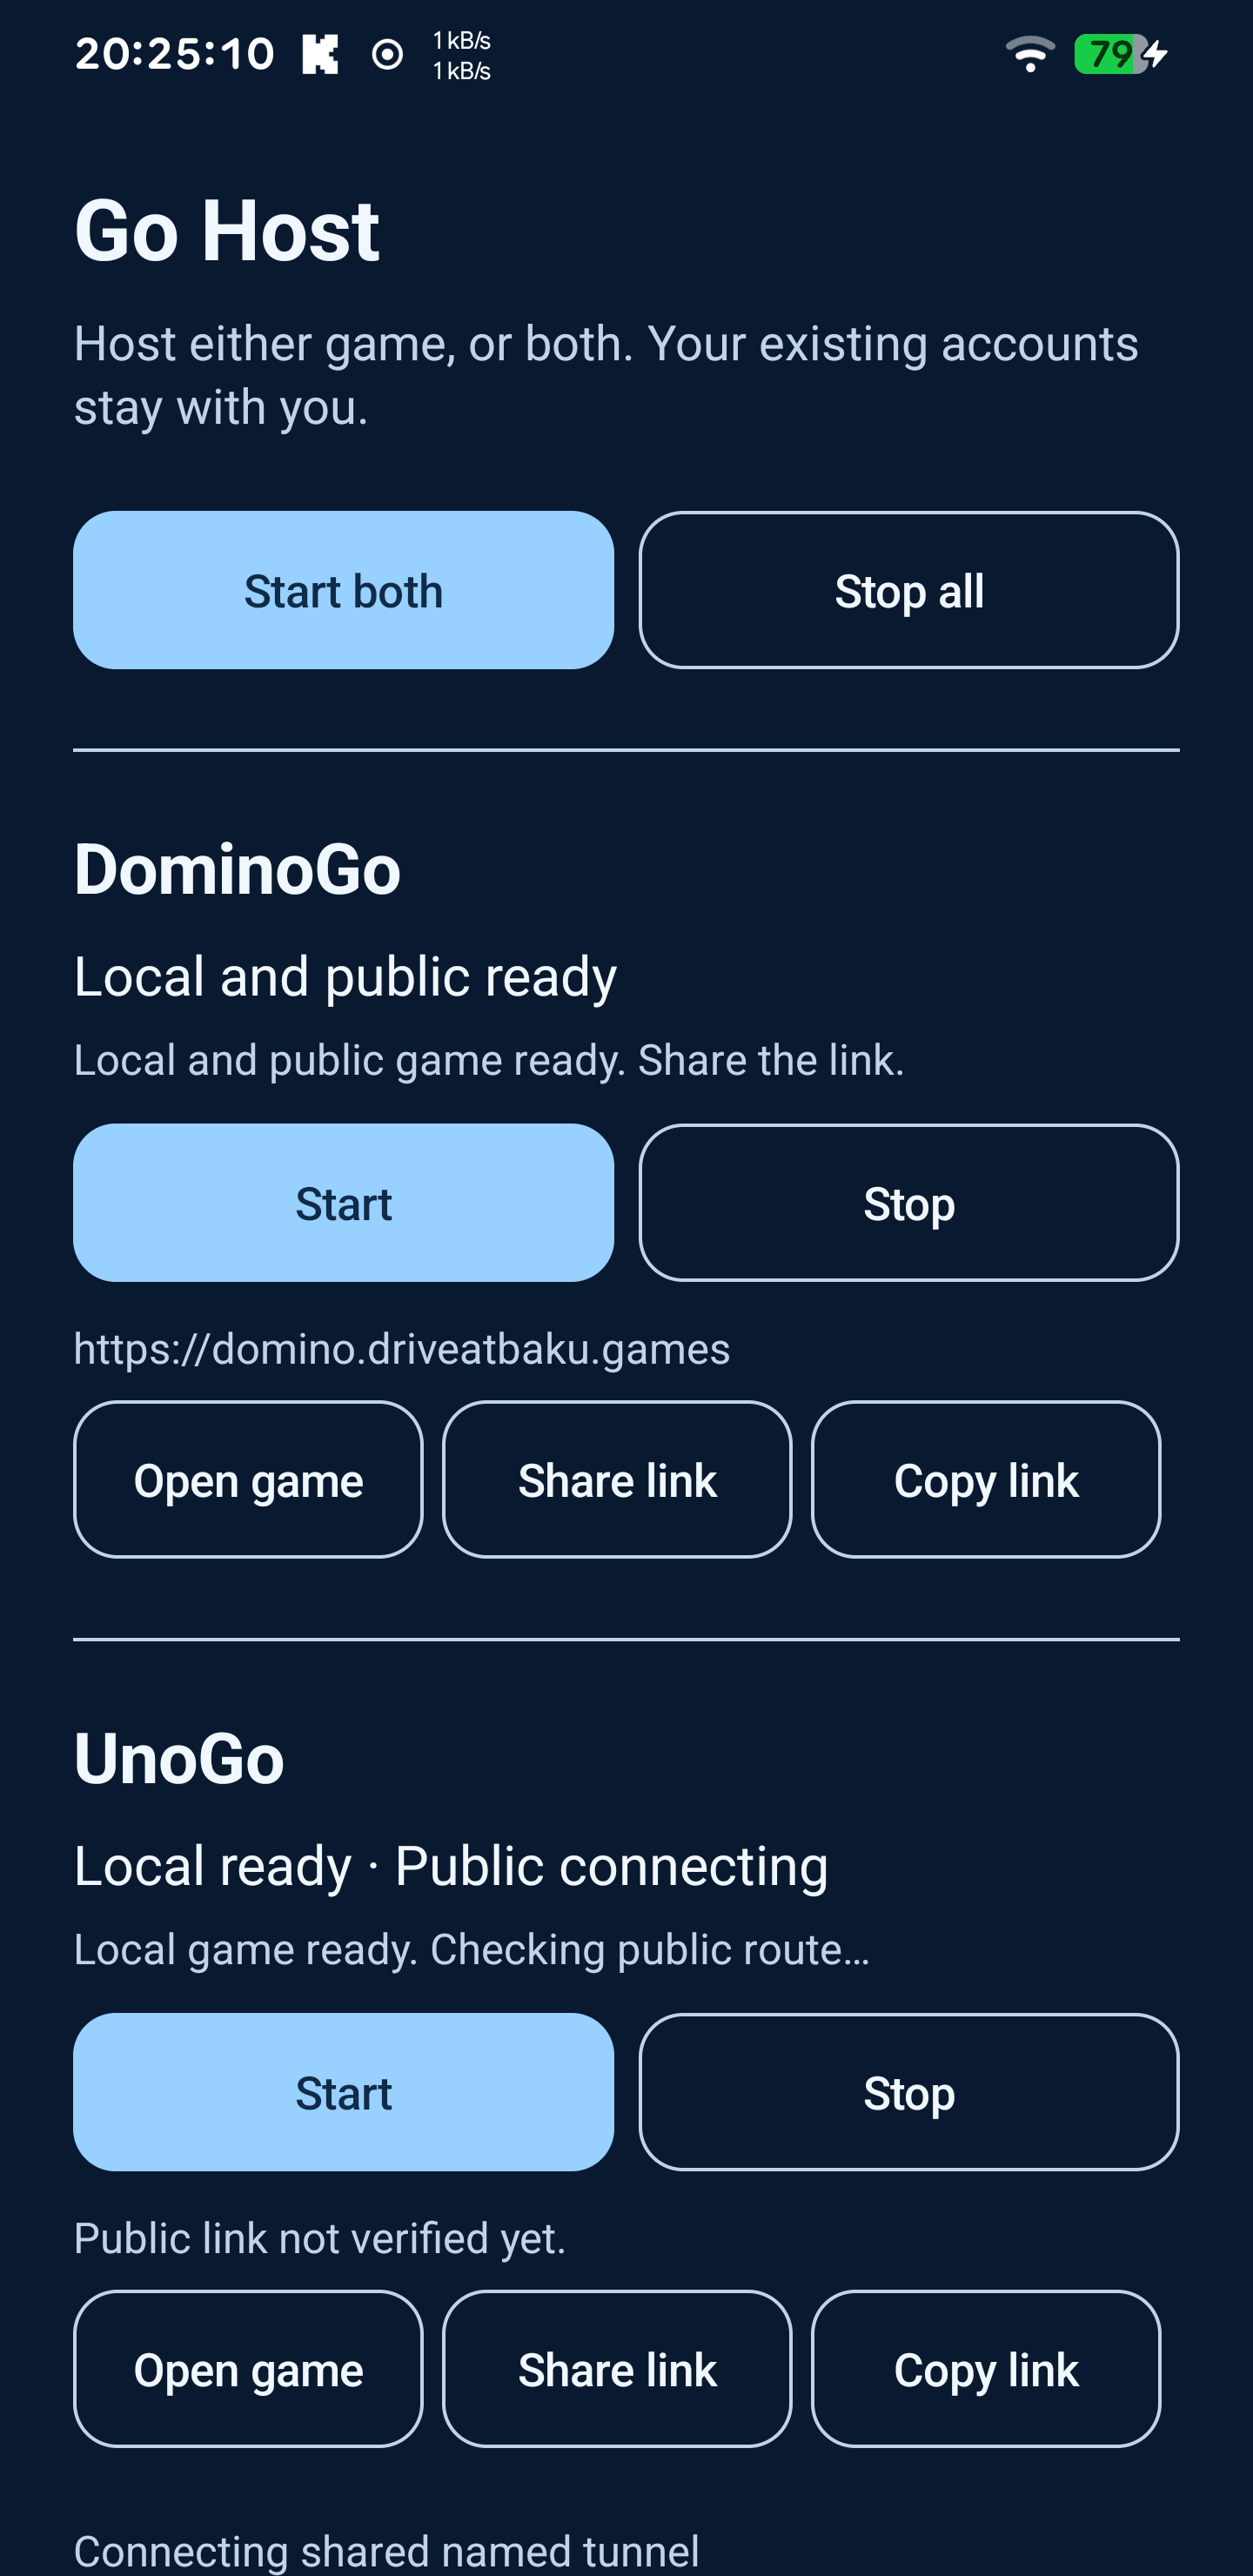 20:25:10
1 kB/s
1 kB/s
79
Go Host
Host either game, or both. Your existing accounts
stay with you.
Start both
Stop all
DominoGo
Local and public ready
Local and public game ready. Share the link.
Start
Stop
https://domino.driveatbaku.games
Open game
Share link
Copy link
UnoGo
Local ready · Public connecting
Local game ready. Checking public route…
Start
Stop
Public link not verified yet.
Open game
Share link
Copy link
Connecting shared named tunnel